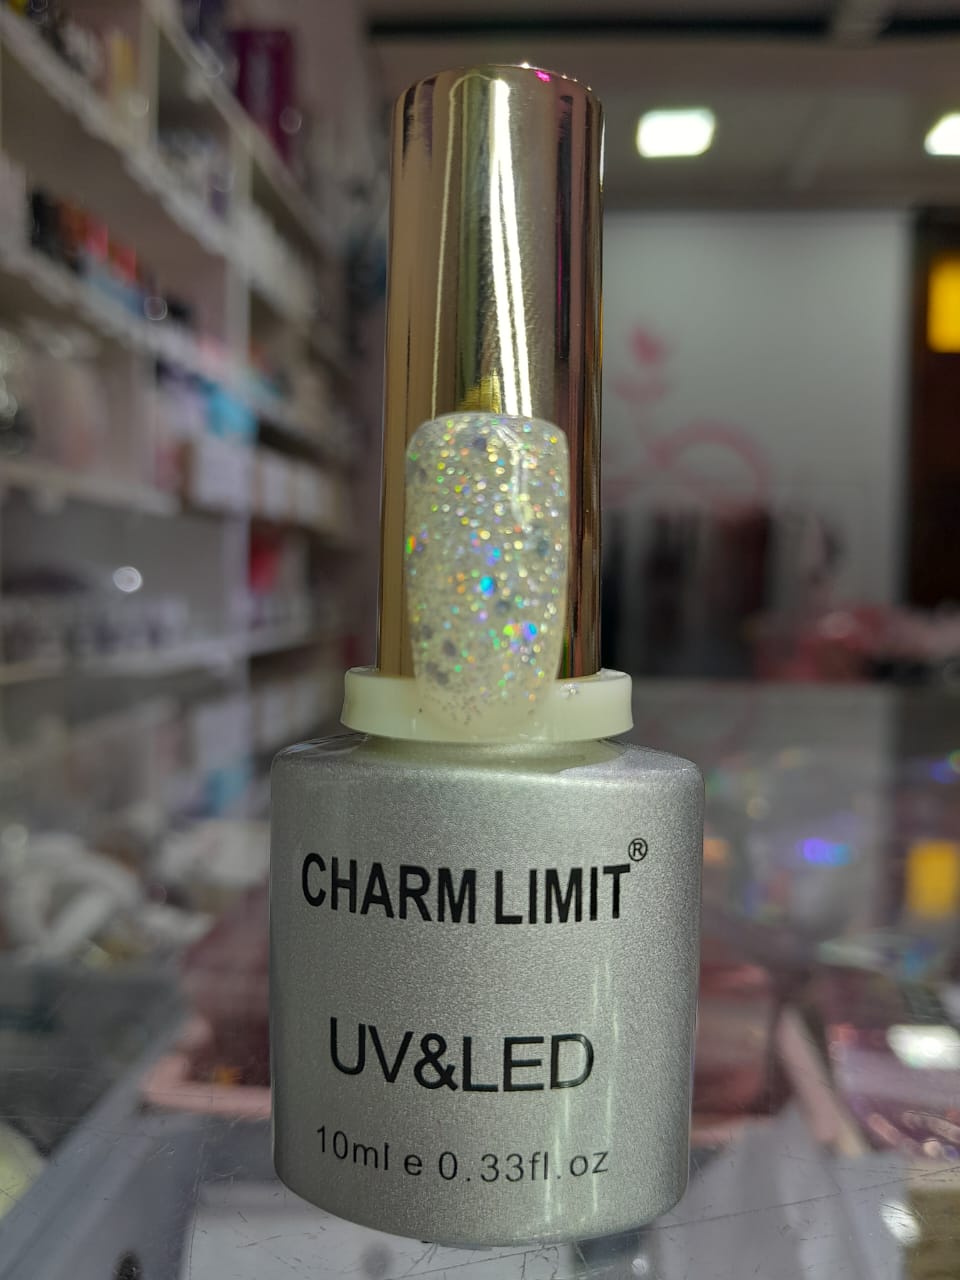 CHARM LIMIT®
UV&LED
10ml e 0.33fl.oz